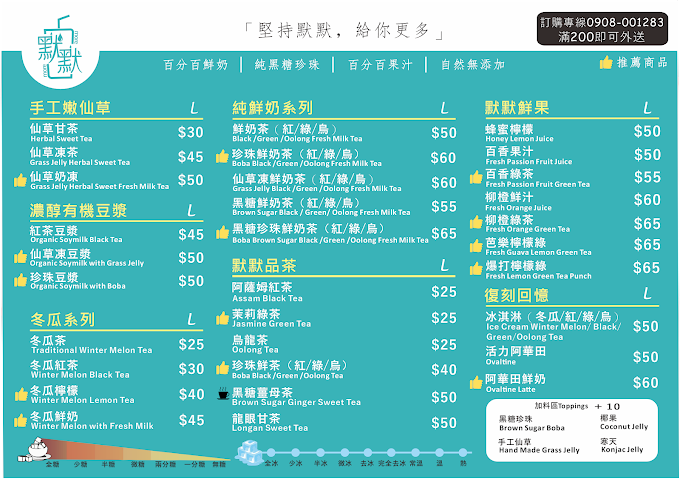 默默
「堅持默默，給你更多」
訂購專線0908-001283
滿200即可外送
百分百鮮奶 | 純黑糖珍珠 | 百分百果汁 | 自然無添加
推薦商品
手工嫩仙草 L
仙草甘茶 $30
Herbal Sweet Tea
仙草凍茶 $45
Grass Jelly Herbal Sweet Tea
仙草奶凍 $50
Grass Jelly Herbal Sweet Fresh Milk Tea
濃醇有機豆漿 L
紅茶豆漿 $45
Organic Soymilk Black Tea
仙草凍豆漿 $50
Organic Soymilk with Grass Jelly
珍珠豆漿 $50
Organic Soymilk with Boba
冬瓜系列 L
冬瓜茶 $25
Traditional Winter Melon Tea
冬瓜紅茶 $30
Winter Melon Black Tea
冬瓜檸檬 $40
Winter Melon Lemon Tea
冬瓜鮮奶 $45
Winter Melon with Fresh Milk
純鮮奶系列 L
鮮奶茶（紅/綠/烏） $50
Black /Green /Oolong Fresh Milk Tea
珍珠鮮奶茶（紅/綠/烏） $60
Boba Black /Green /Oolong Fresh Milk Tea
仙草凍鮮奶茶（紅/綠/烏） $60
Grass Jelly Black /Green / Oolong Fresh Milk Tea
黑糖鮮奶茶（紅/綠/烏） $55
Brown Sugar Black / Green / Oolong Fresh Milk Tea
黑糖珍珠鮮奶茶（紅/綠/烏） $65
Boba Brown Sugar Black /Green / Oolong Fresh Milk Tea
默默品茶 L
阿薩姆紅茶 $25
Assam Black Tea
茉莉綠茶 $25
Jasmine Green Tea
烏龍茶 $25
Oolong Tea
珍珠鮮茶（紅/綠/烏） $40
Boba Black /Green /Oolong Tea
黑糖薑母茶 $50
Brown Sugar Ginger Sweet Tea
龍眼甘茶 $50
Longan Sweet Tea
默默鮮果 L
蜂蜜檸檬 $50
Honey Lemon Juice
百香果汁 $50
Fresh Passion Fruit Juice
百香綠茶 $55
Fresh Passion Fruit Green Tea
柳橙鮮汁 $60
Fresh Orange Juice
柳橙綠茶 $65
Fresh Orange Green Tea
芭樂檸檬綠 $65
Fresh Guava Lemon Green Tea
爆打檸檬綠 $65
Fresh Lemon Green Tea Punch
復刻回憶 L
冰淇淋（冬瓜/紅/綠/烏） $50
Ice Cream Winter Melon/ Black/
Green/Oolong Tea
活力阿華田 $50
Ovaltine
阿華田鮮奶 $60
Ovaltine Latte
加料區Toppings + 10
黑糖珍珠 椰果
Brown Sugar Boba Coconut Jelly
手工仙草 寒天
Hand Made Grass Jelly Konjac Jelly
全糖 少糖 半糖 微糖 兩分糖 一分糖 無糖
全冰 少冰 半冰 微冰 去冰 完全去冰 常溫 溫 熱